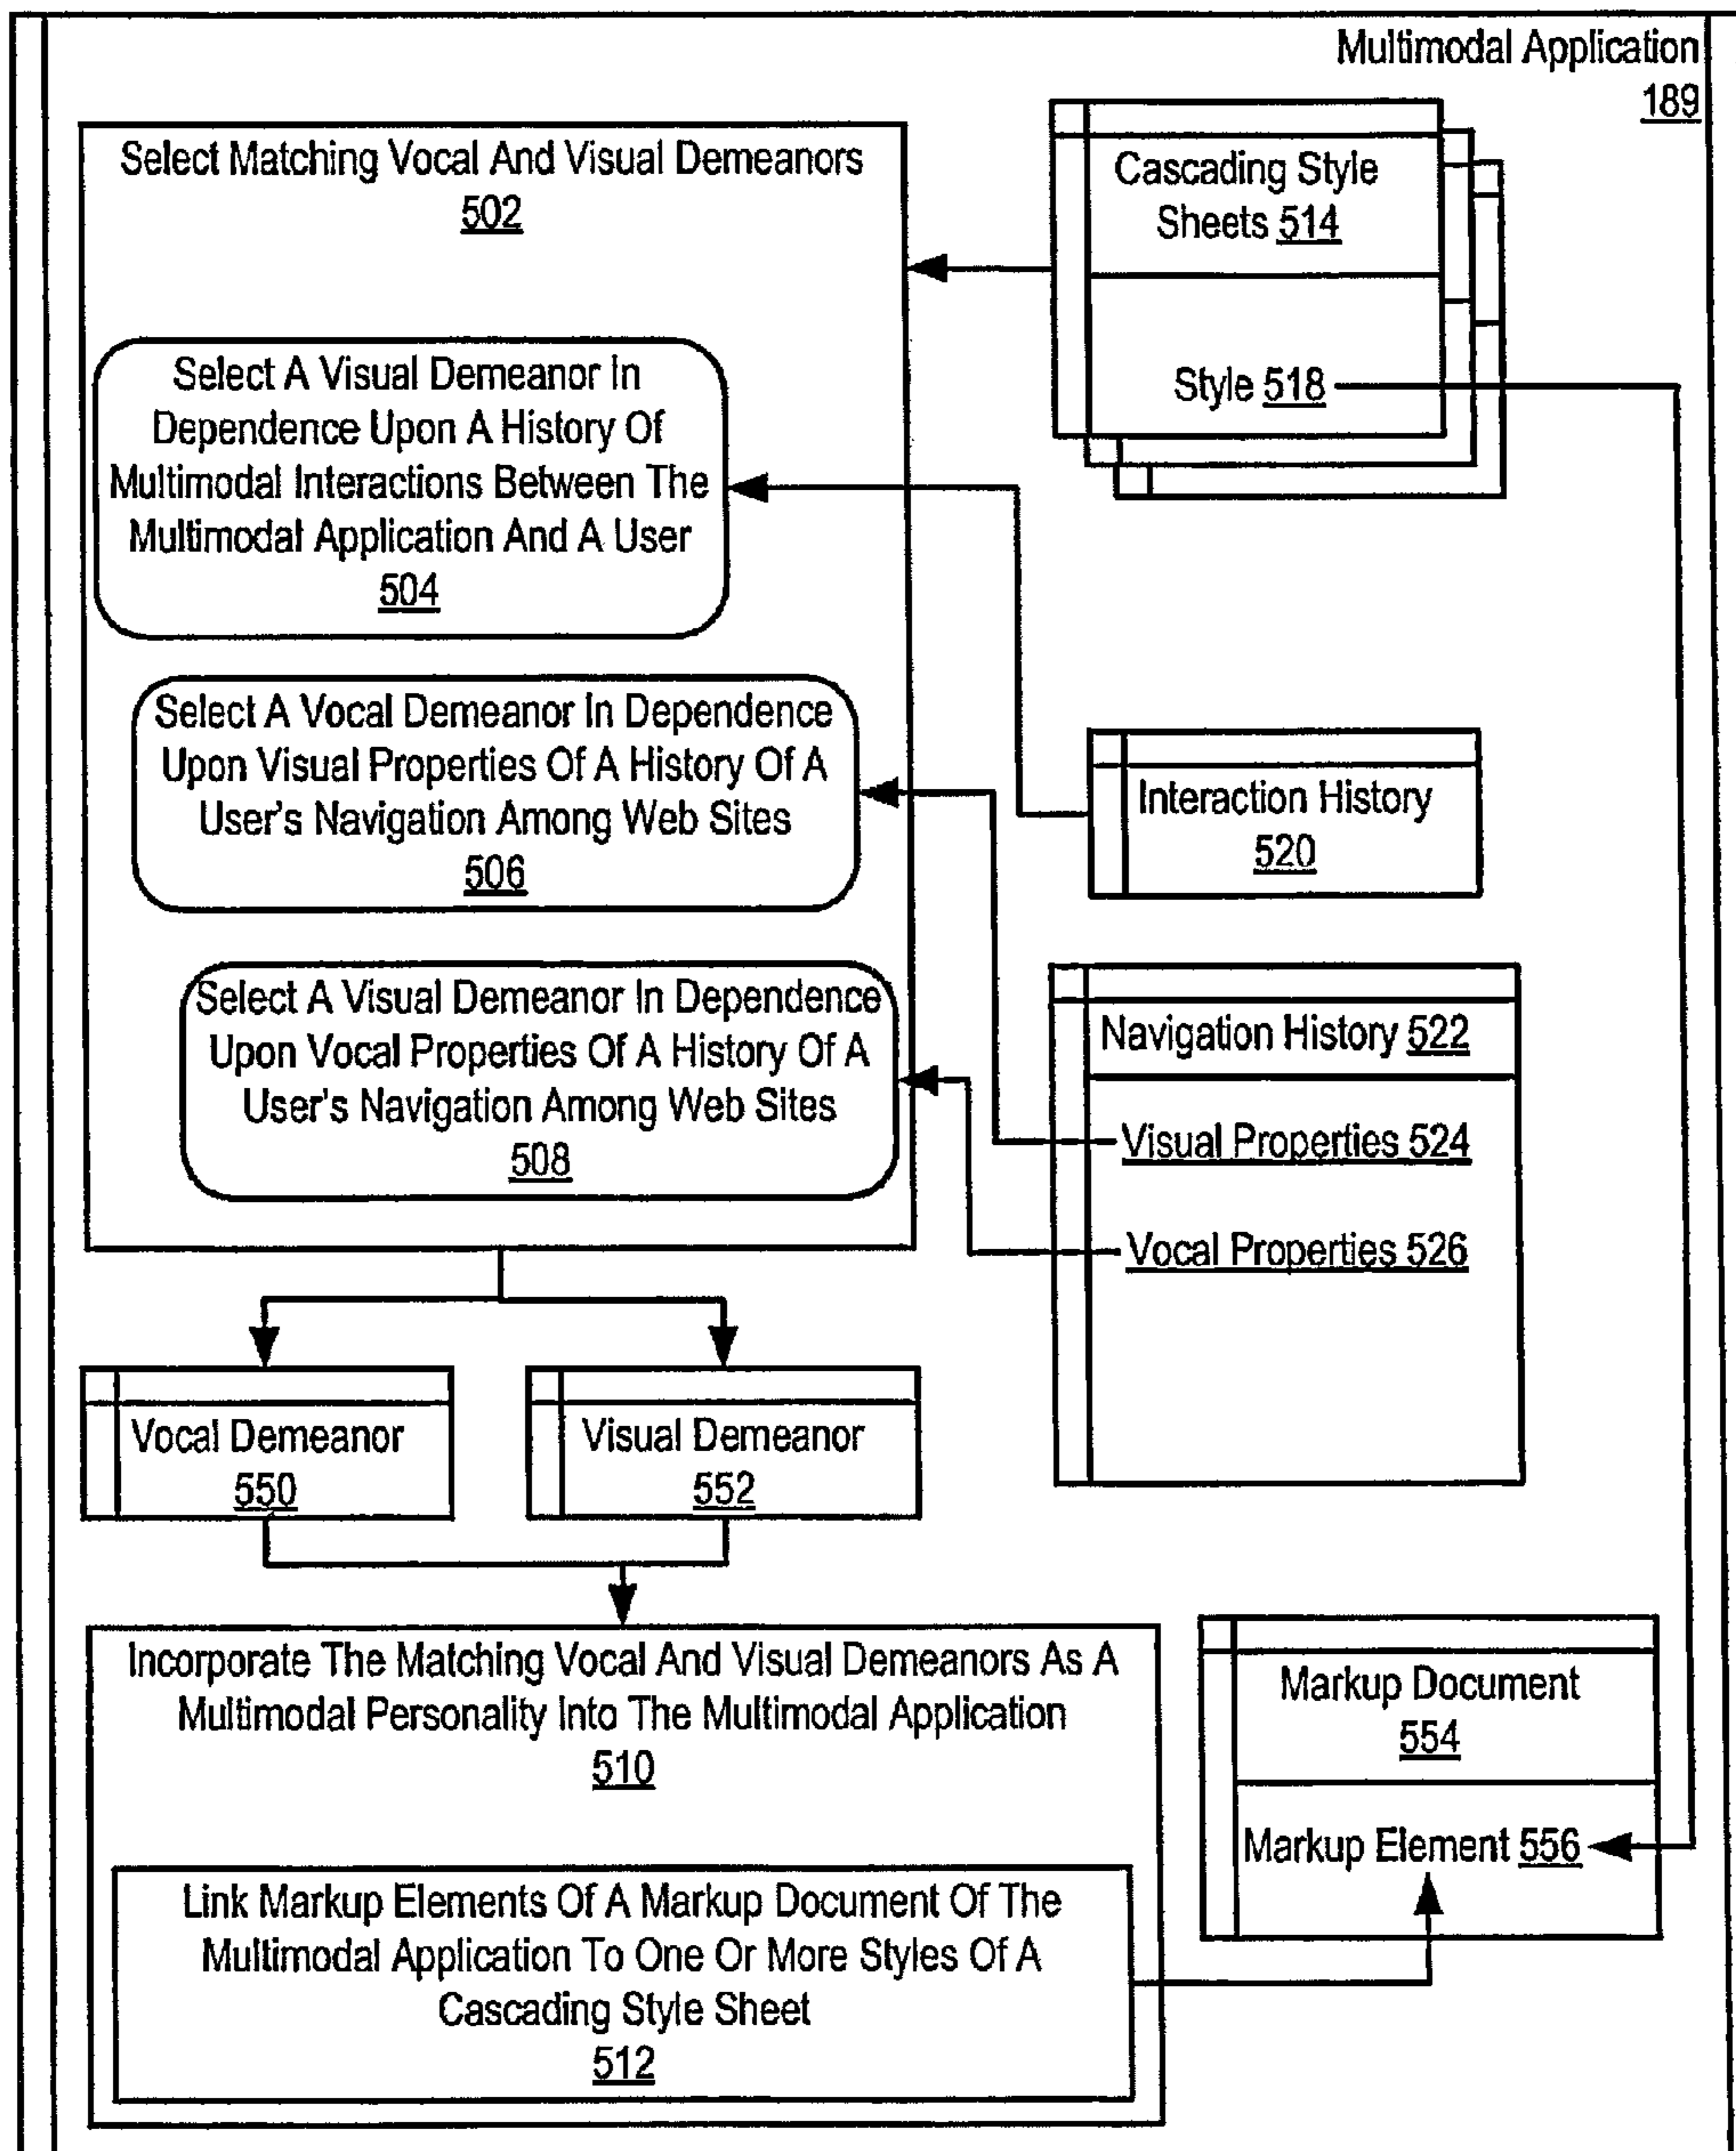 Multimodal Application
189
Select Matching Vocal And Visual Demeanors
502
Cascading Style
Sheets 514
Style 518
Select A Visual Demeanor In
Dependence Upon A History Of
Multimodal Interactions Between The
Multimodal Application And A User
504
Select A Vocal Demeanor In Dependence
Upon Visual Properties Of A History Of A
User's Navigation Among Web Sites
506
Interaction History
520
Select A Visual Demeanor In Dependence
Upon Vocal Properties Of A History Of A
User's Navigation Among Web Sites
508
Navigation History 522
Visual Properties 524
Vocal Properties 526
Vocal Demeanor
550
Visual Demeanor
552
Incorporate The Matching Vocal And Visual Demeanors As A
Multimodal Personality Into The Multimodal Application
510
Link Markup Elements Of A Markup Document Of The
Multimodal Application To One Or More Styles Of A
Cascading Style Sheet
512
Markup Document
554
Markup Element 556